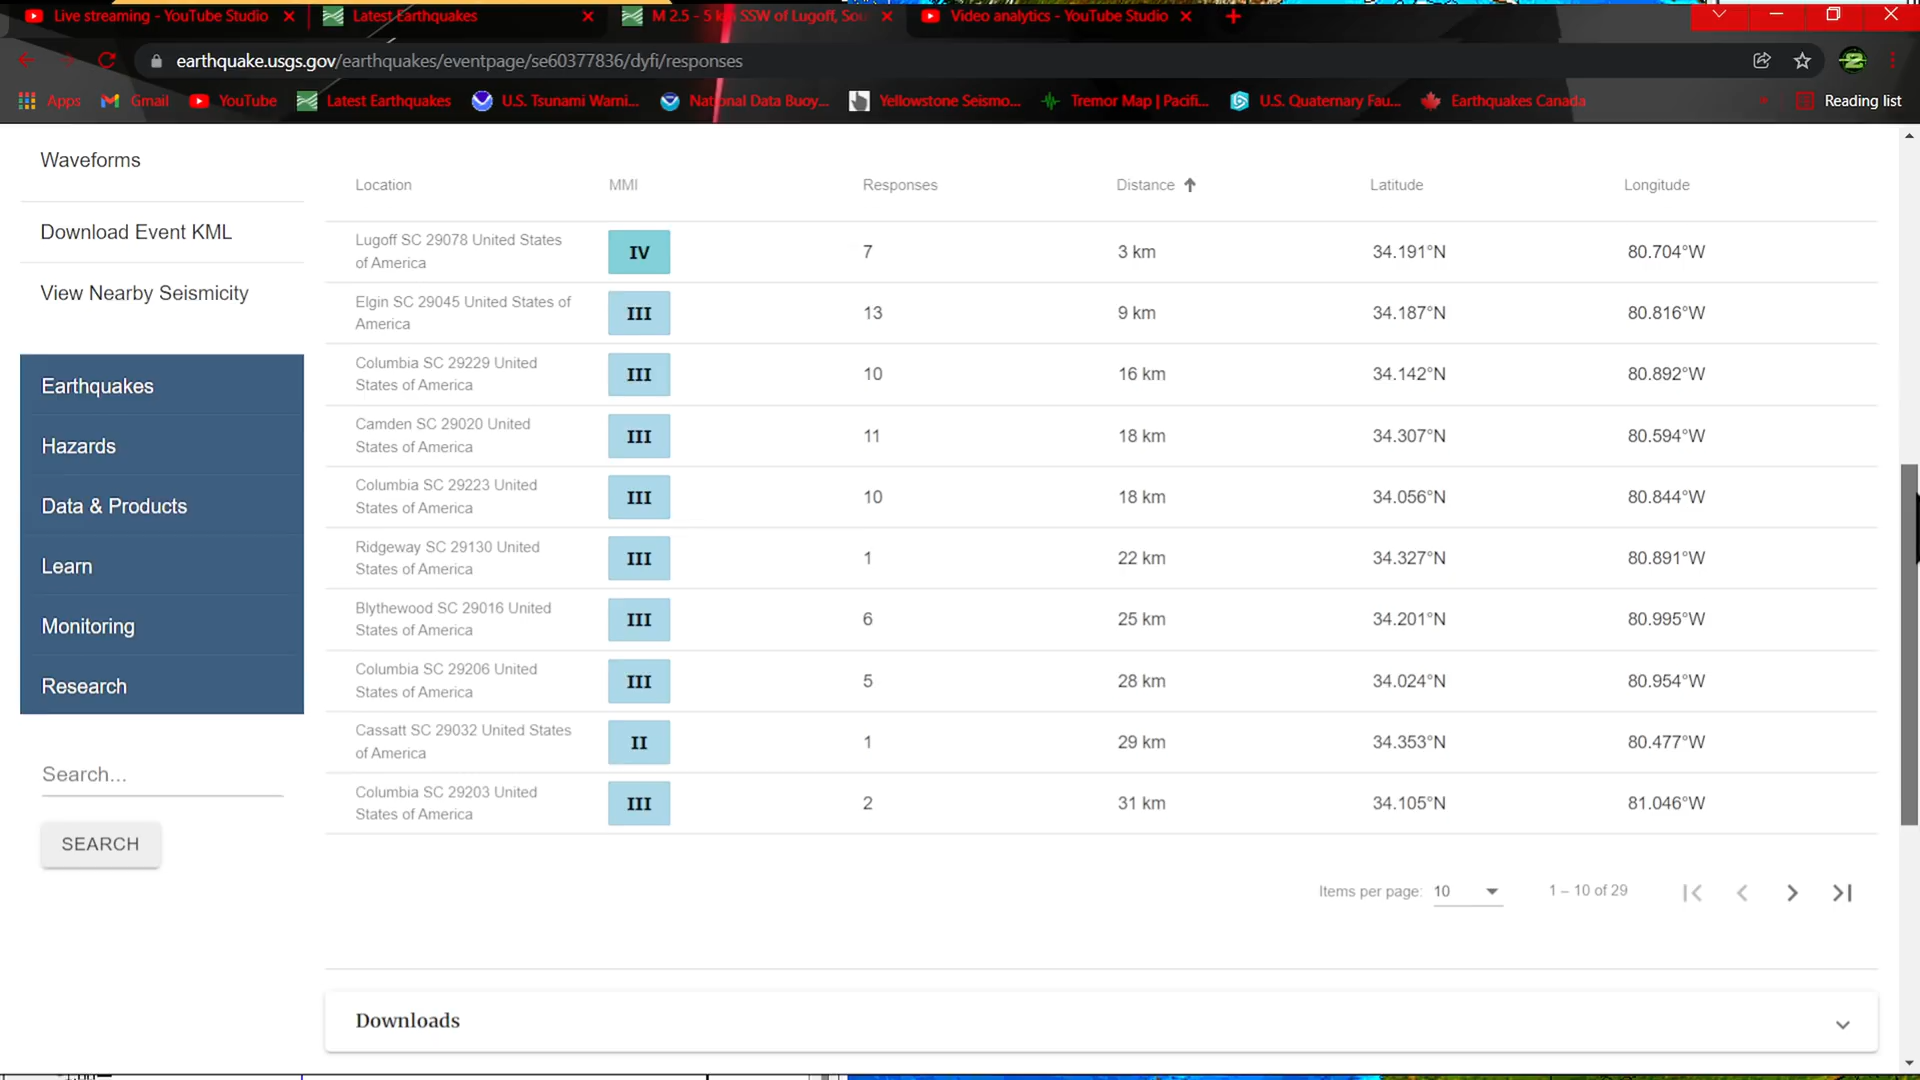 Live streaming - YouTube Studio
Latest Earthquakes
M 2.5 - 5 km SSW of Lugoff, Sou
Video analytics - YouTube Studio
earthquake.usgs.gov/earthquakes/eventpage/se60377836/dyfi/responses
Apps
Gmail
YouTube
Latest Earthquakes
U.S. Tsunami Warni...
National Data Buoy...
Yellowstone Seismo...
Tremor Map | Pacifi...
U.S. Quaternary Fau...
Earthquakes Canada
Reading list
Waveforms
Download Event KML
View Nearby Seismicity
Earthquakes
Hazards
Data & Products
Learn
Monitoring
Research
Search...
SEARCH
Location MMI Responses Distance Latitude Longitude
Lugoff SC 29078 United States
of America
IV 7 3 km 34.191°N 80.704°W
Elgin SC 29045 United States of
America
III 13 9 km 34.187°N 80.816°W
Columbia SC 29229 United
States of America
III 10 16 km 34.142°N 80.892°W
Camden SC 29020 United
States of America
III 11 18 km 34.307°N 80.594°W
Columbia SC 29223 United
States of America
III 10 18 km 34.056°N 80.844°W
Ridgeway SC 29130 United
States of America
III 1 22 km 34.327°N 80.891°W
Blythewood SC 29016 United
States of America
III 6 25 km 34.201°N 80.995°W
Columbia SC 29206 United
States of America
III 5 28 km 34.024°N 80.954°W
Cassatt SC 29032 United States
of America
II 1 29 km 34.353°N 80.477°W
Columbia SC 29203 United
States of America
III 2 31 km 34.105°N 81.046°W
Items per page: 10 1 – 10 of 29
Downloads